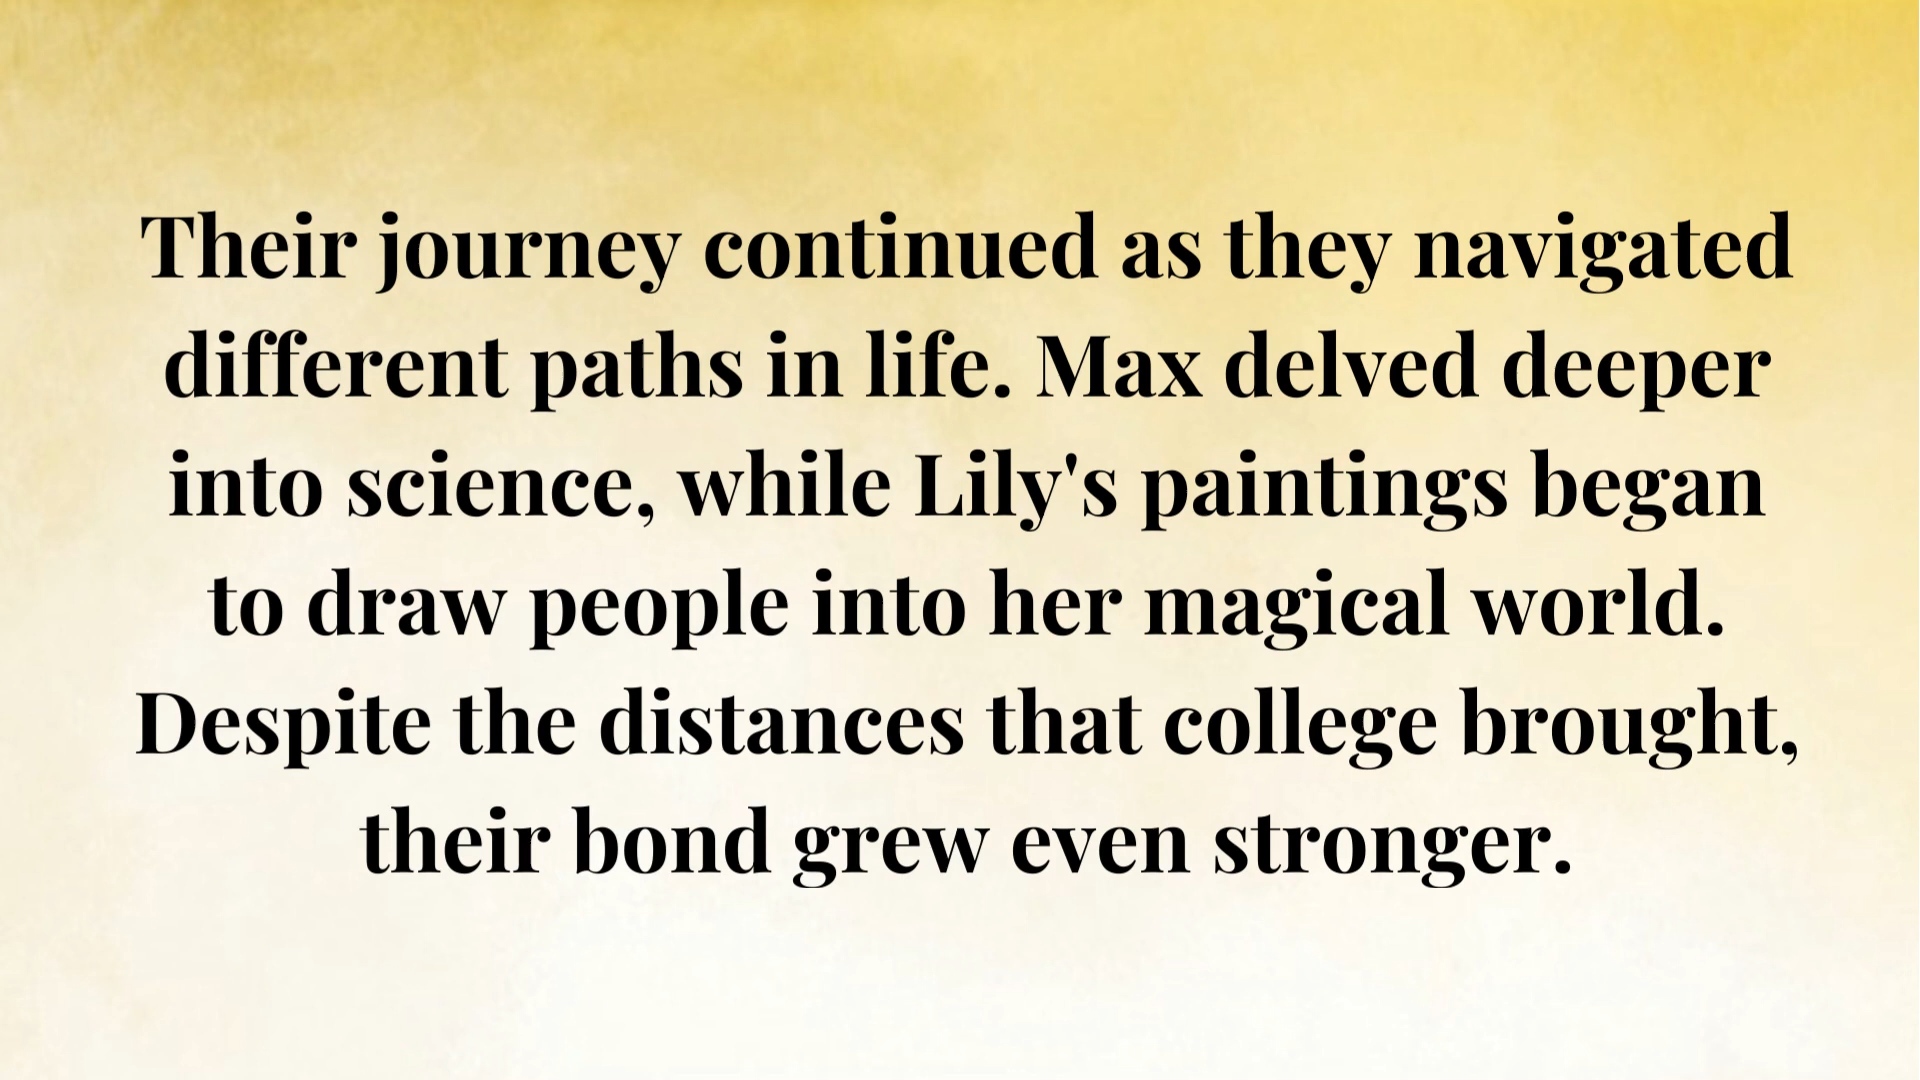 Their journey continued as they navigated
different paths in life. Max delved deeper
into science, while Lily's paintings began
to draw people into her magical world.
Despite the distances that college brought,
their bond grew even stronger.